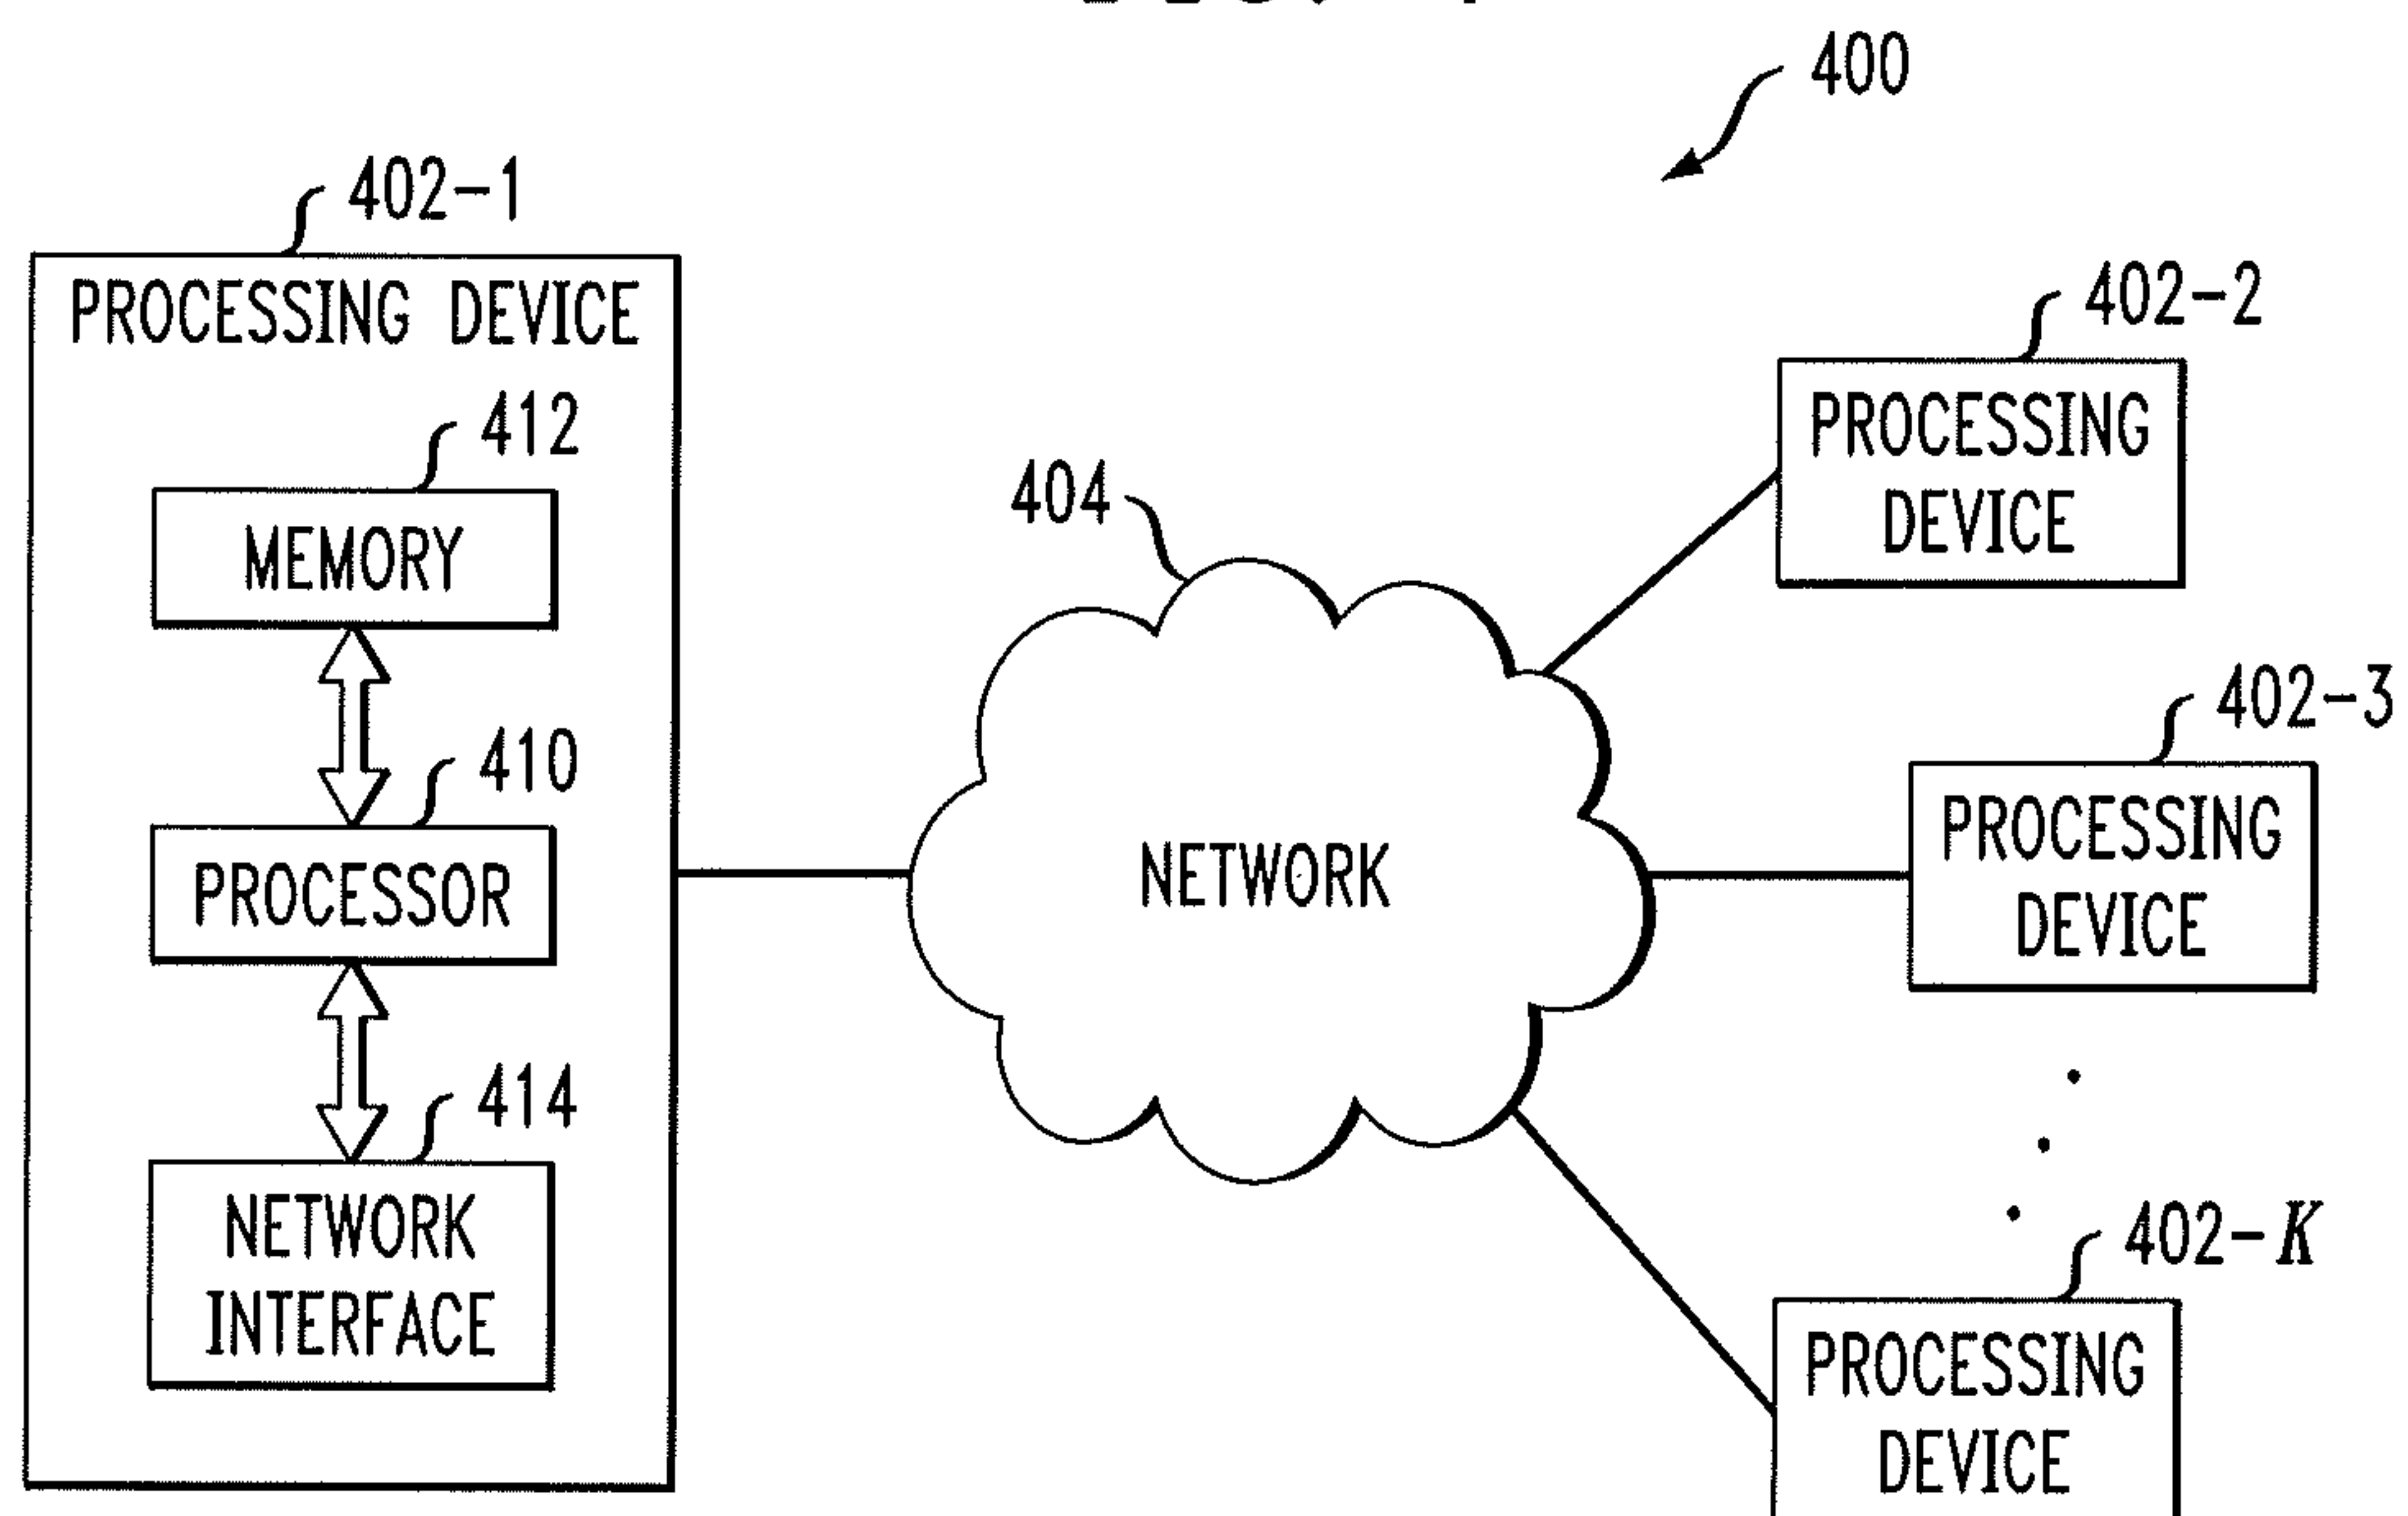 400
402-1
PROCESSING DEVICE
412
MEMORY
410
PROCESSOR
414
NETWORK
INTERFACE
404
NETWORK
402-2
PROCESSING
DEVICE
402-3
PROCESSING
DEVICE
402-K
PROCESSING
DEVICE